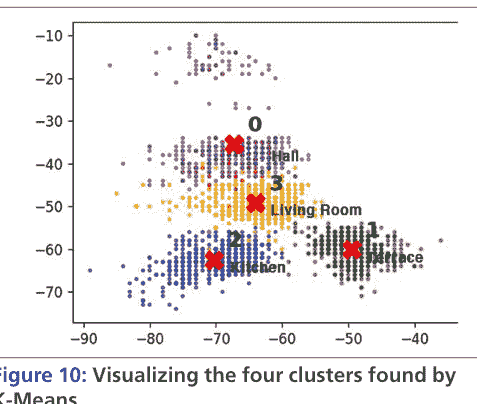 −10
−20
−30
−40
−50
−60
−70
0
Hall
3
Living Room
1
Terrace
2
Kitchen
−90 −80 −70 −60 −50 −40
Figure 10: Visualizing the four clusters found by
K-Means